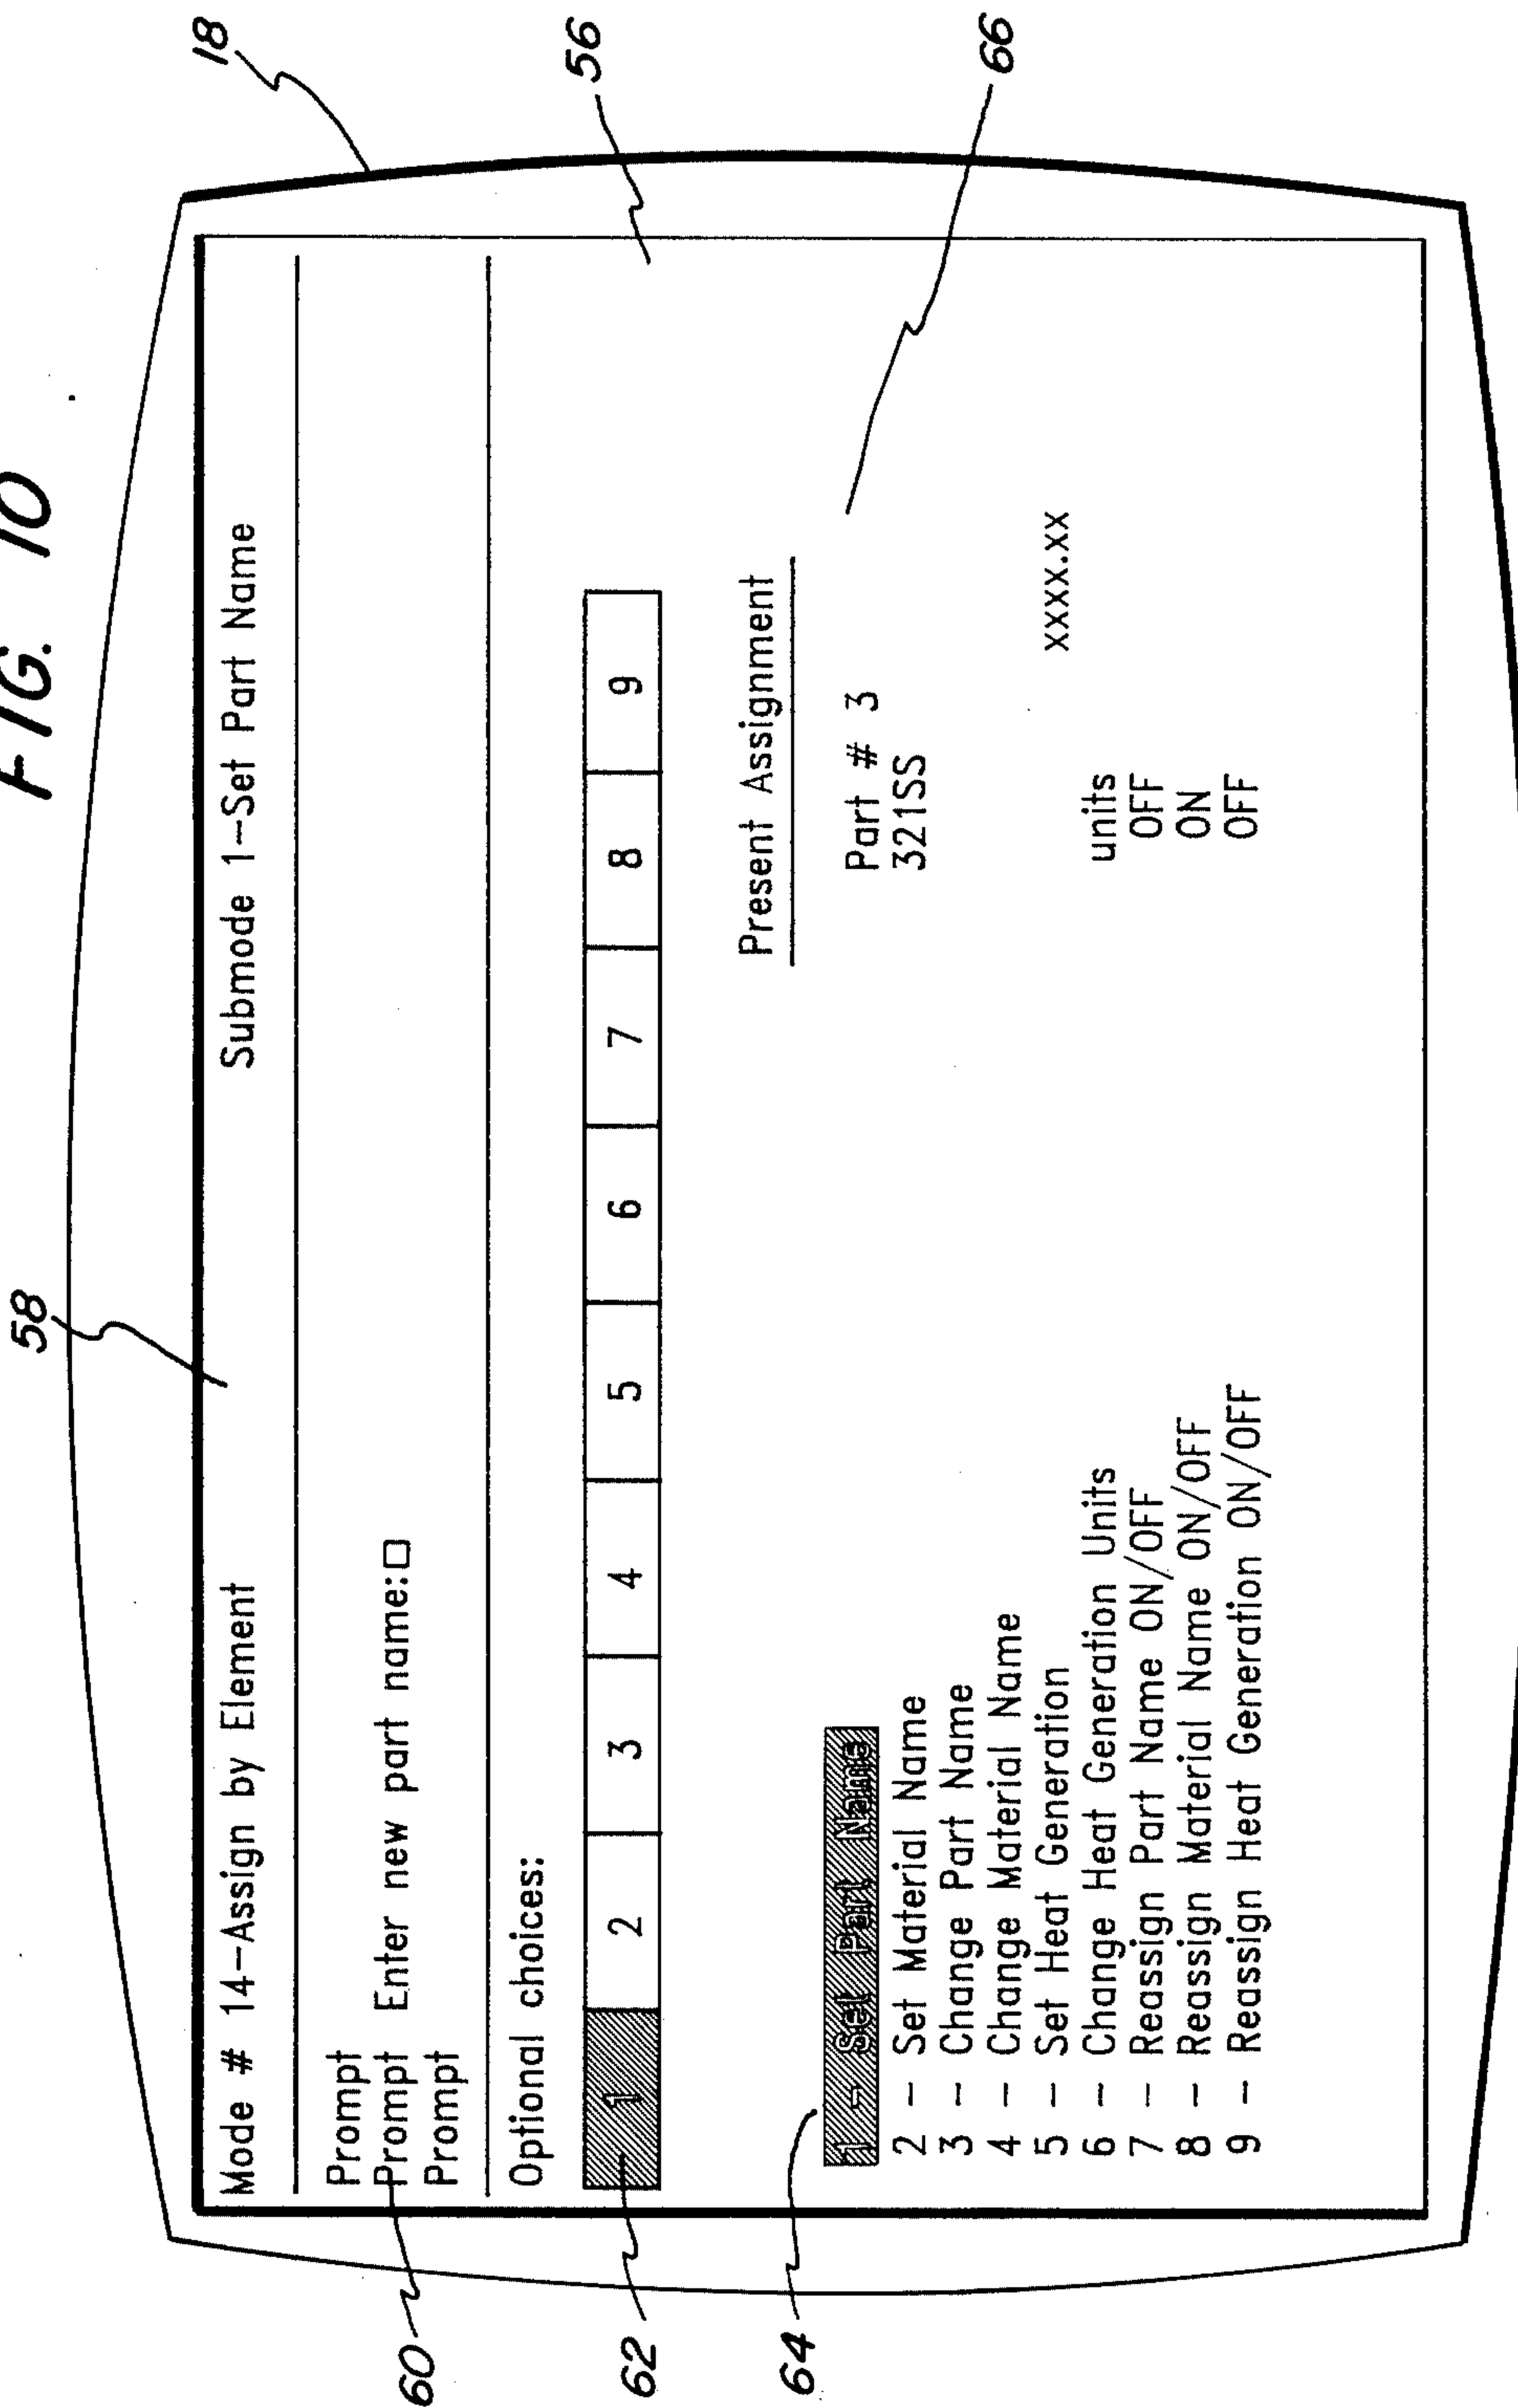 FIG. 10
58
18
56
66
60
62
64
Mode # 14-Assign by Element Submode 1-Set Part Name
Prompt
Prompt Enter new part name:
Prompt
Optional choices:
1 2 3 4 5 6 7 8 9
Present Assignment
1 - Set Part Name Part # 3
2 - Set Material Name 321SS
3 - Change Part Name
4 - Change Material Name
5 - Set Heat Generation xxxx.xx
6 - Change Heat Generation Units units
7 - Reassign Part Name ON/OFF OFF
8 - Reassign Material Name ON/OFF ON
9 - Reassign Heat Generation ON/OFF OFF